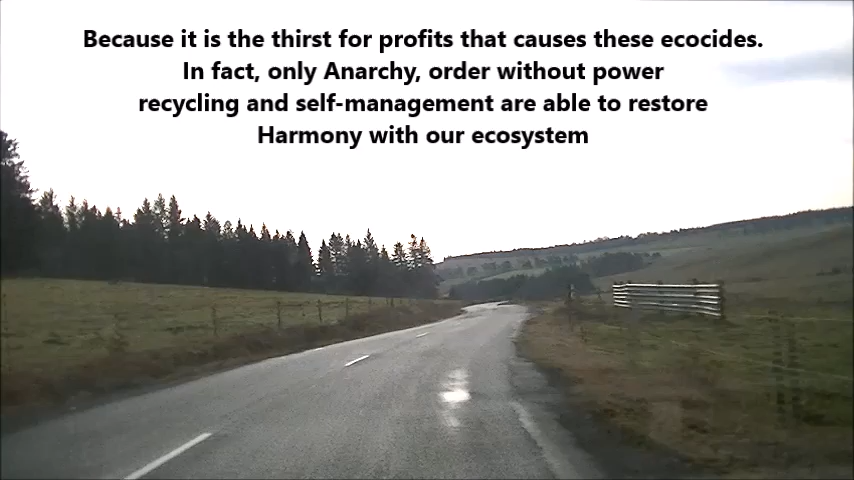 Because it is the thirst for profits that causes these ecocides.
In fact, only Anarchy, order without power
recycling and self-management are able to restore
Harmony with our ecosystem